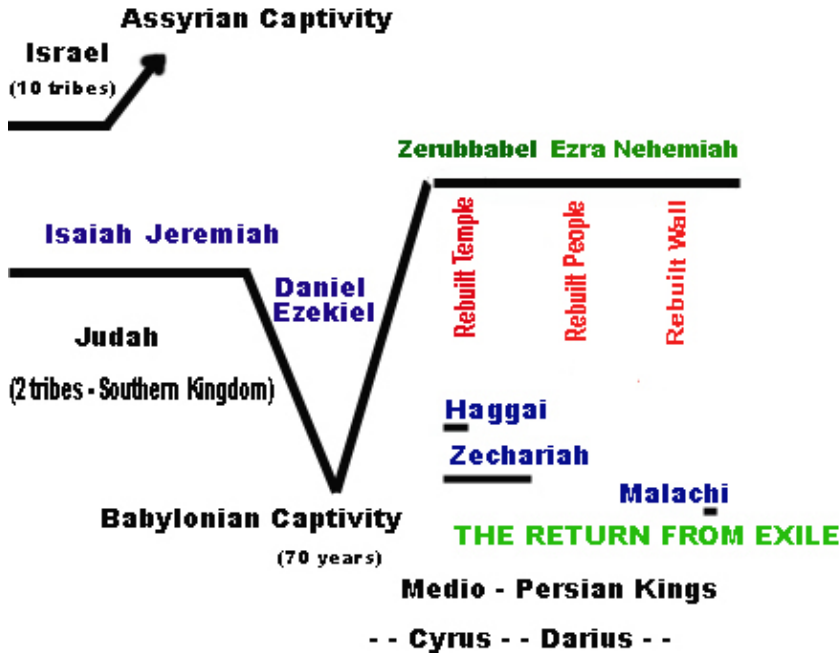 Assyrian Captivity
Israel
(10 tribes)
Zerubbabel Ezra Nehemiah
Isaiah Jeremiah
Daniel
Ezekiel
Rebuilt Temple
Rebuilt People
Rebuilt Wall
Judah
(2 tribes - Southern Kingdom)
Haggai
Zechariah
Malachi
Babylonian Captivity
(70 years)
THE RETURN FROM EXILE
Medio - Persian Kings
- - Cyrus - - Darius - -